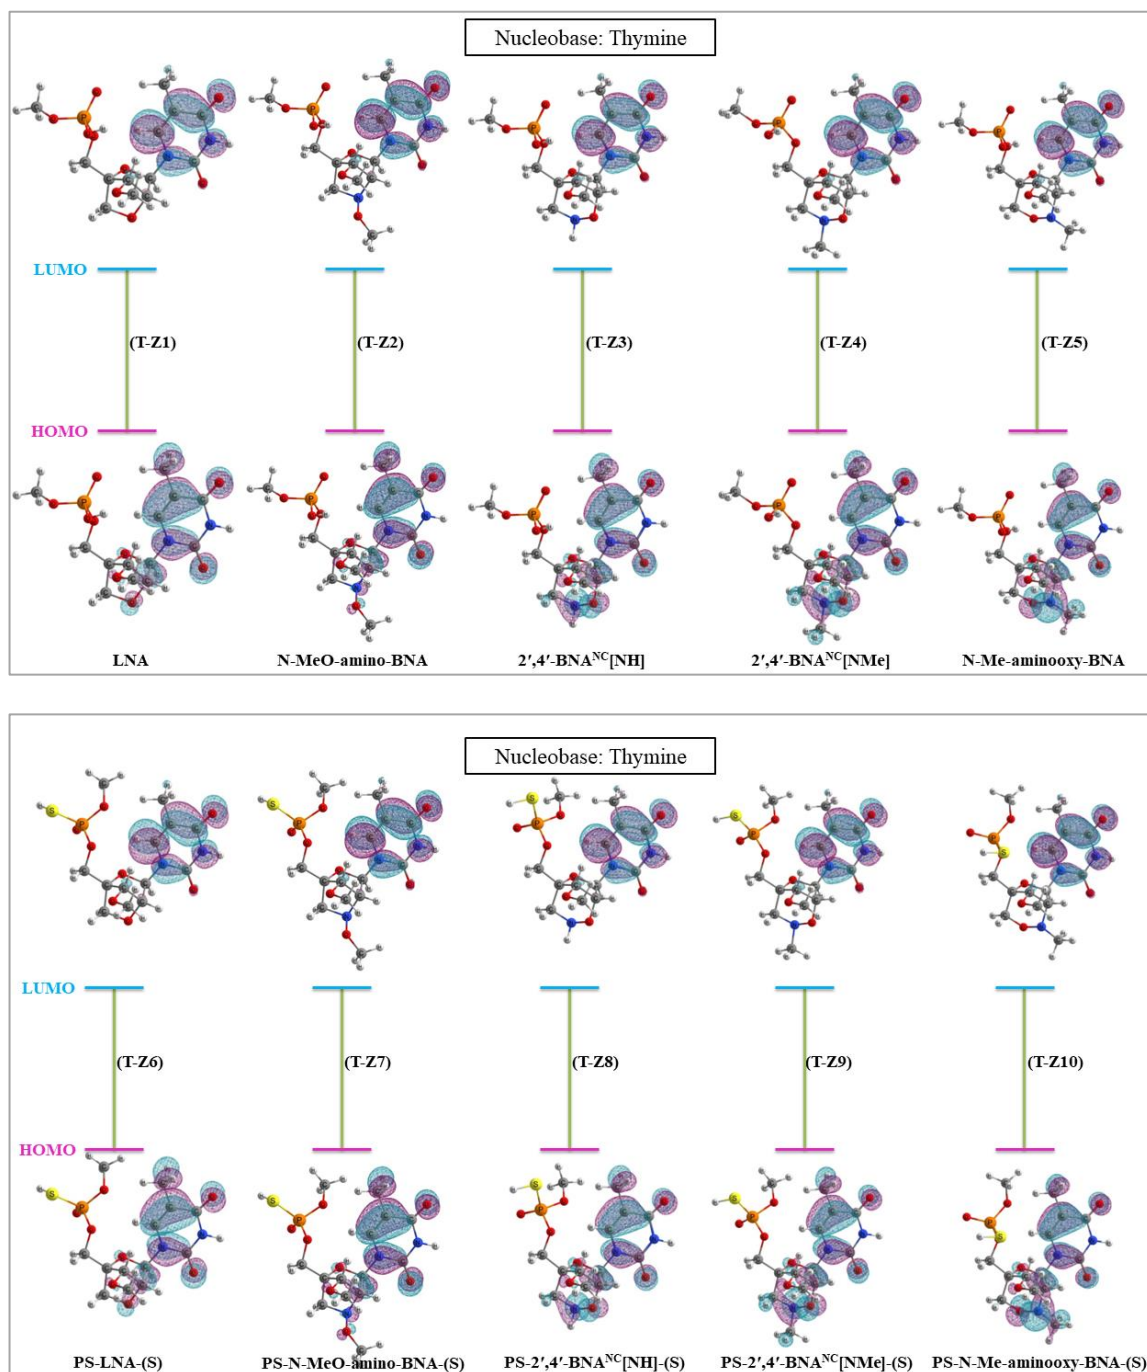 Nucleobase: Thymine
LUMO
(T-Z1) (T-Z2) (T-Z3) (T-Z4) (T-Z5)
HOMO
LNA N-MeO-amino-BNA 2′,4′-BNA^NC[NH] 2′,4′-BNA^NC[NMe] N-Me-aminooxy-BNA
Nucleobase: Thymine
LUMO
(T-Z6) (T-Z7) (T-Z8) (T-Z9) (T-Z10)
HOMO
PS-LNA-(S) PS-N-MeO-amino-BNA-(S) PS-2′,4′-BNA^NC[NH]-(S) PS-2′,4′-BNA^NC[NMe]-(S) PS-N-Me-aminooxy-BNA-(S)